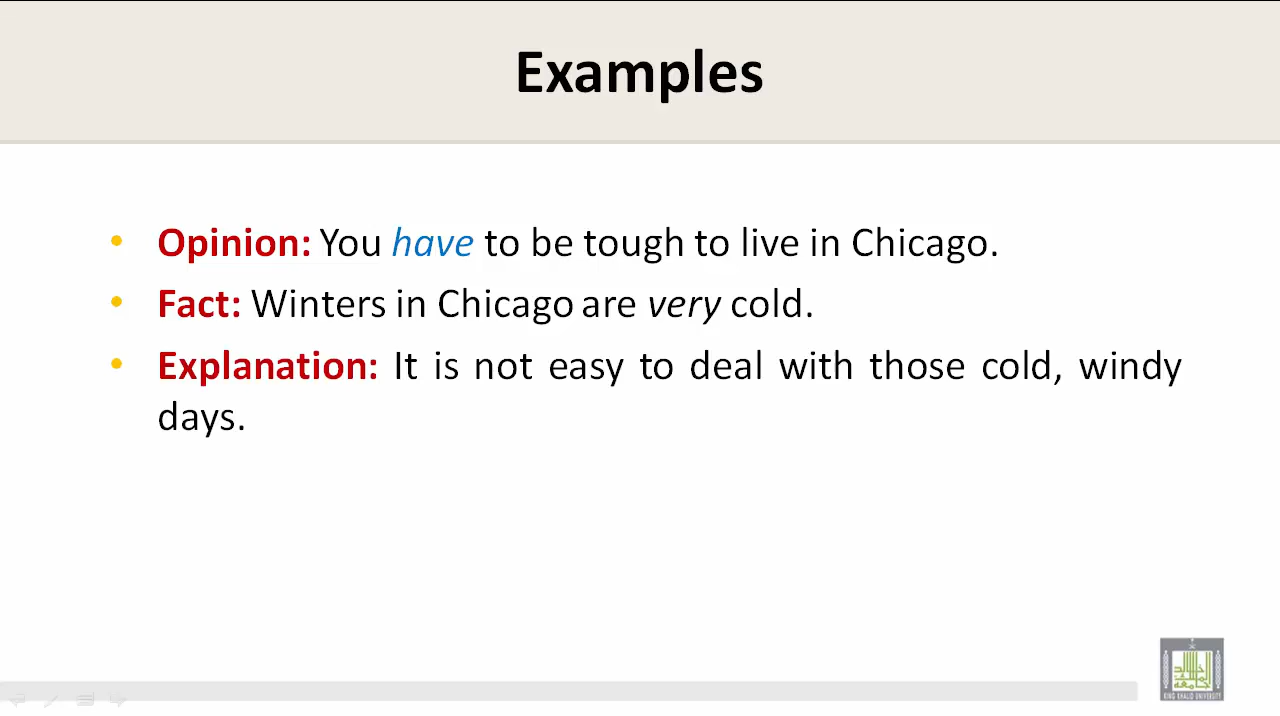 Examples
• Opinion: You have to be tough to live in Chicago.
• Fact: Winters in Chicago are very cold.
• Explanation: It is not easy to deal with those cold, windy
days.
KING KHALID UNIVERSITY